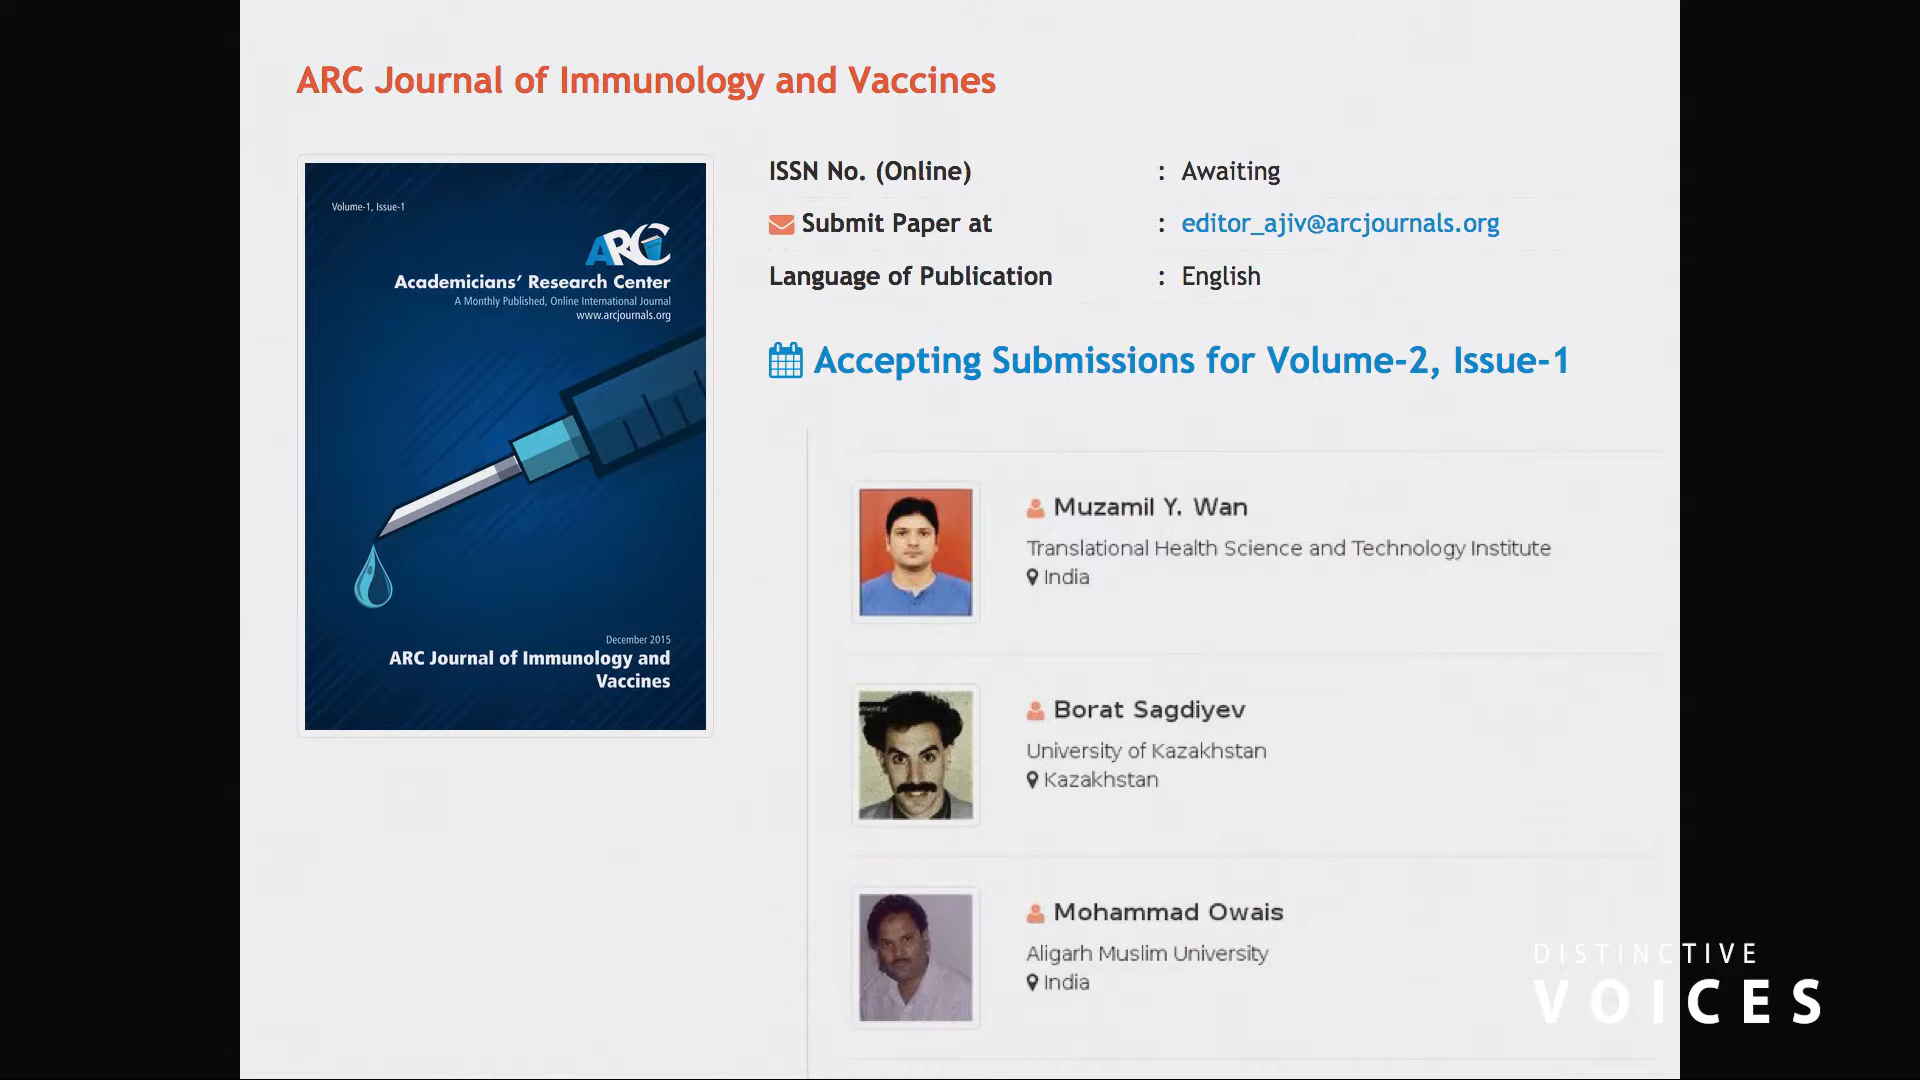 ARC Journal of Immunology and Vaccines
Volume-1, Issue-1
ARC
Academicians' Research Center
A Monthly Published, Online International Journal
www.arcjournals.org
December 2015
ARC Journal of Immunology and
Vaccines
ISSN No. (Online) : Awaiting
Submit Paper at : editor_ajiv@arcjournals.org
Language of Publication : English
Accepting Submissions for Volume-2, Issue-1
Muzamil Y. Wan
Translational Health Science and Technology Institute
India
Borat Sagdiyev
University of Kazakhstan
Kazakhstan
Mohammad Owais
Aligarh Muslim University
India
DISTINCTIVE
VOICES